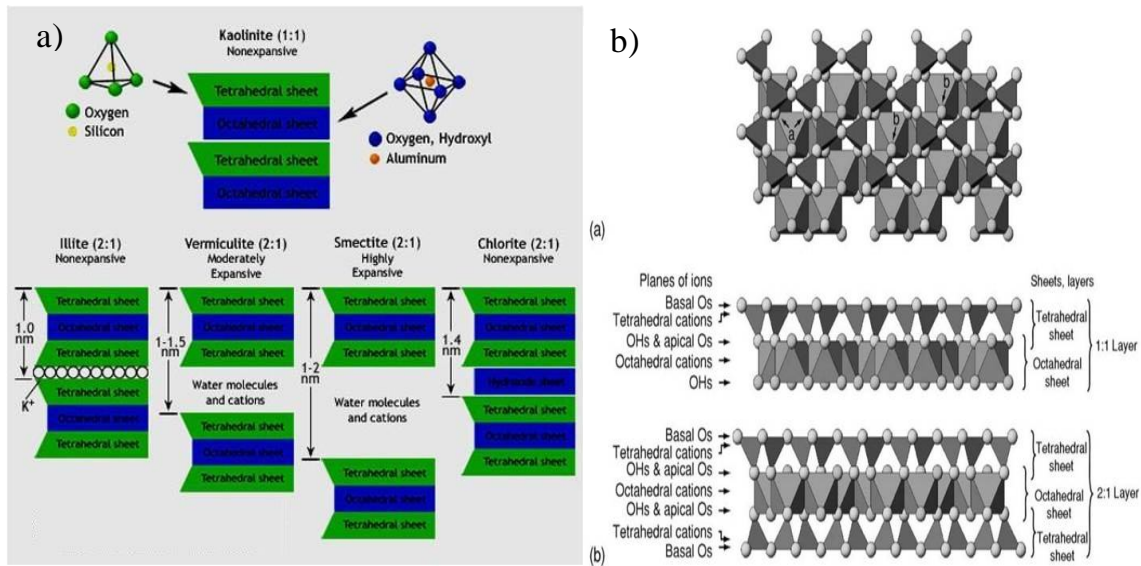 a)
Kaolinite (1:1)
Nonexpansive
Tetrahedral sheet
Octahedral sheet
Tetrahedral sheet
Octahedral sheet
Oxygen
Silicon
Oxygen, Hydroxyl
Aluminum
Illite (2:1)
Nonexpansive
1.0
nm
Tetrahedral sheet
Octahedral sheet
Tetrahedral sheet
K+
Tetrahedral sheet
Octahedral sheet
Tetrahedral sheet
Vermiculite (2:1)
Moderately
Expansive
1-1.5
nm
Tetrahedral sheet
Octahedral sheet
Tetrahedral sheet
Water molecules
and cations
Tetrahedral sheet
Octahedral sheet
Tetrahedral sheet
Smectite (2:1)
Highly
Expansive
1-2
nm
Tetrahedral sheet
Octahedral sheet
Tetrahedral sheet
Water molecules
and cations
Tetrahedral sheet
Octahedral sheet
Tetrahedral sheet
Chlorite (2:1)
Nonexpansive
1.4
nm
Tetrahedral sheet
Octahedral sheet
Tetrahedral sheet
Hydroxide sheet
Tetrahedral sheet
Octahedral sheet
Tetrahedral sheet
b)
b
b
a
(a)
Planes of ions
Sheets, layers
Basal Os
Tetrahedral cations
OHs & apical Os
Octahedral cations
OHs
Tetrahedral
sheet
Octahedral
sheet
1:1 Layer
Basal Os
Tetrahedral cations
OHs & apical Os
Octahedral cations
OHs & apical Os
Tetrahedral cations
Basal Os
Tetrahedral
sheet
Octahedral
sheet
Tetrahedral
sheet
2:1 Layer
(b)